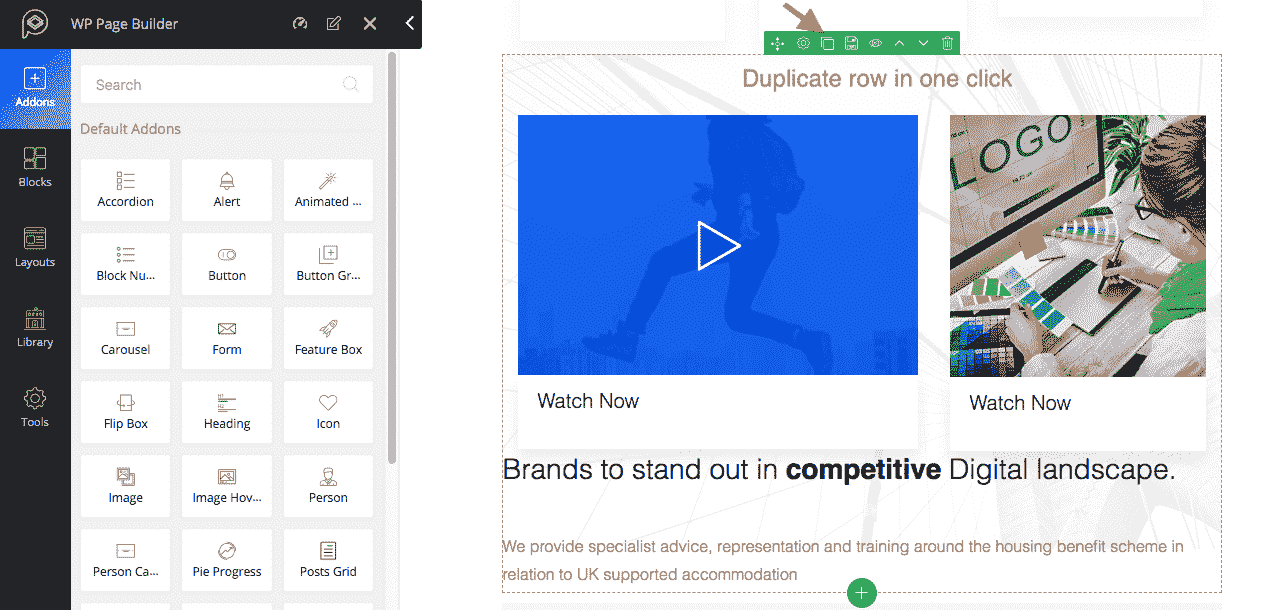 WP Page Builder
Addons
Blocks
Layouts
Library
Tools
Search
Default Addons
Accordion
Alert
Animated ...
Block Nu...
Button
Button Gr...
Carousel
Form
Feature Box
Flip Box
Heading
Icon
Image
Image Hov...
Person
Person Ca...
Pie Progress
Posts Grid
Duplicate row in one click
LOGO
Watch Now
Watch Now
Brands to stand out in competitive Digital landscape.
We provide specialist advice, representation and training around the housing benefit scheme in
relation to UK supported accommodation